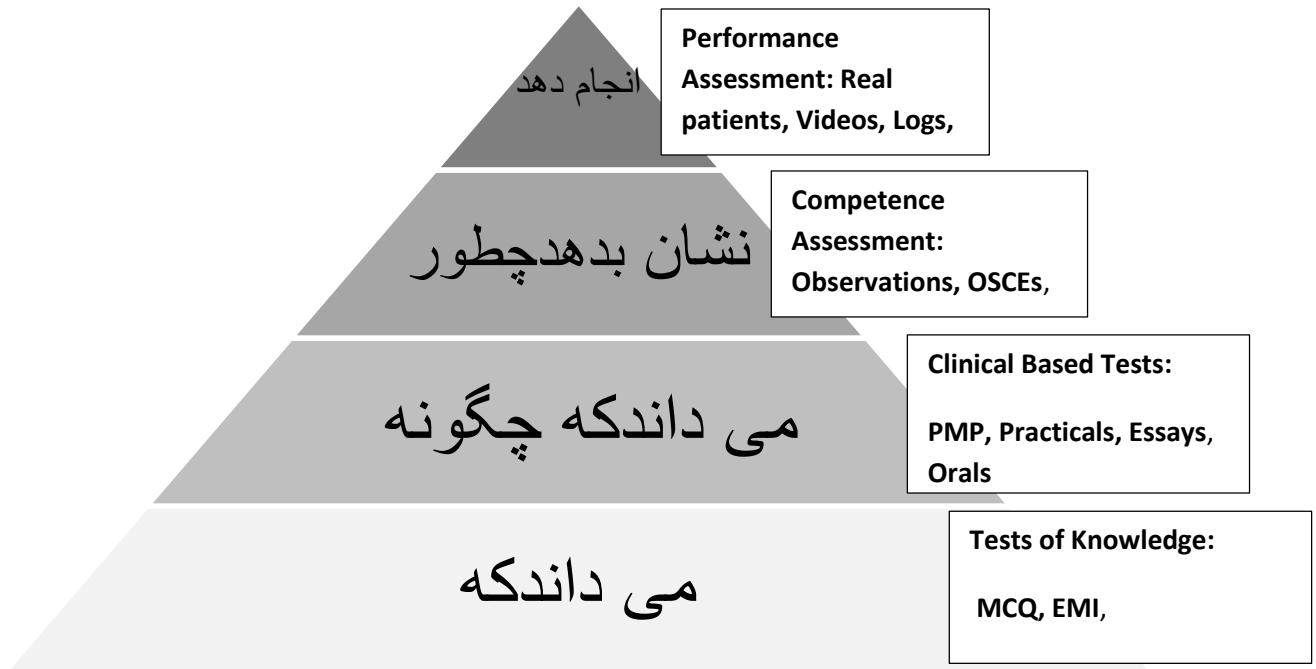 انجام دهد
Performance
Assessment: Real
patients, Videos, Logs,
نشان بدهدچطور
Competence
Assessment:
Observations, OSCEs,
می داندکه چگونه
Clinical Based Tests:
PMP, Practicals, Essays,
Orals
می داندکه
Tests of Knowledge:
MCQ, EMI,